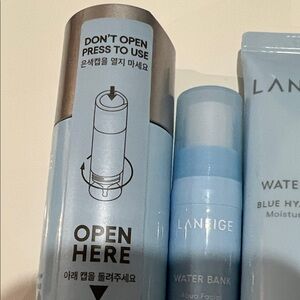 DON'T OPEN
PRESS TO USE
은색캡을 열지 마세요
OPEN
HERE
아래 캡을 돌려주세요
LANEIGE
WATER BANK
LAN
WATE
BLUE HYA
Moistur